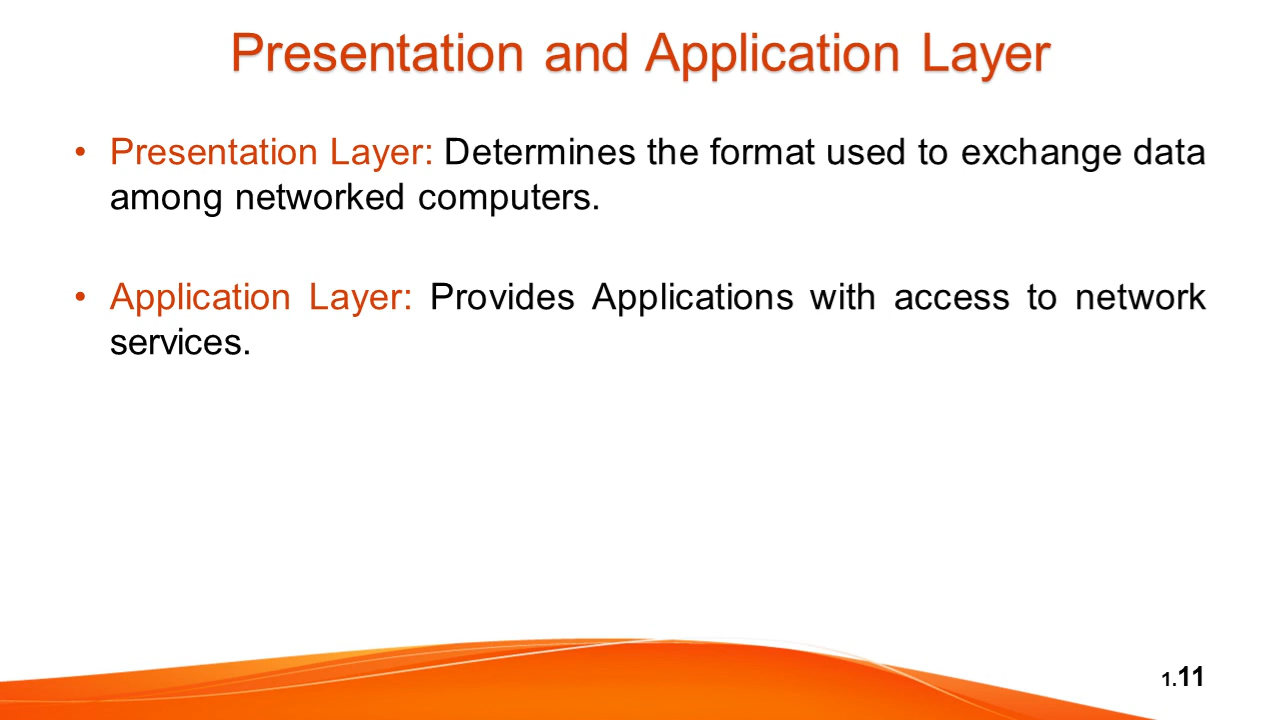 Presentation and Application Layer
• Presentation Layer: Determines the format used to exchange data
among networked computers.
• Application Layer: Provides Applications with access to network
services.
1.11